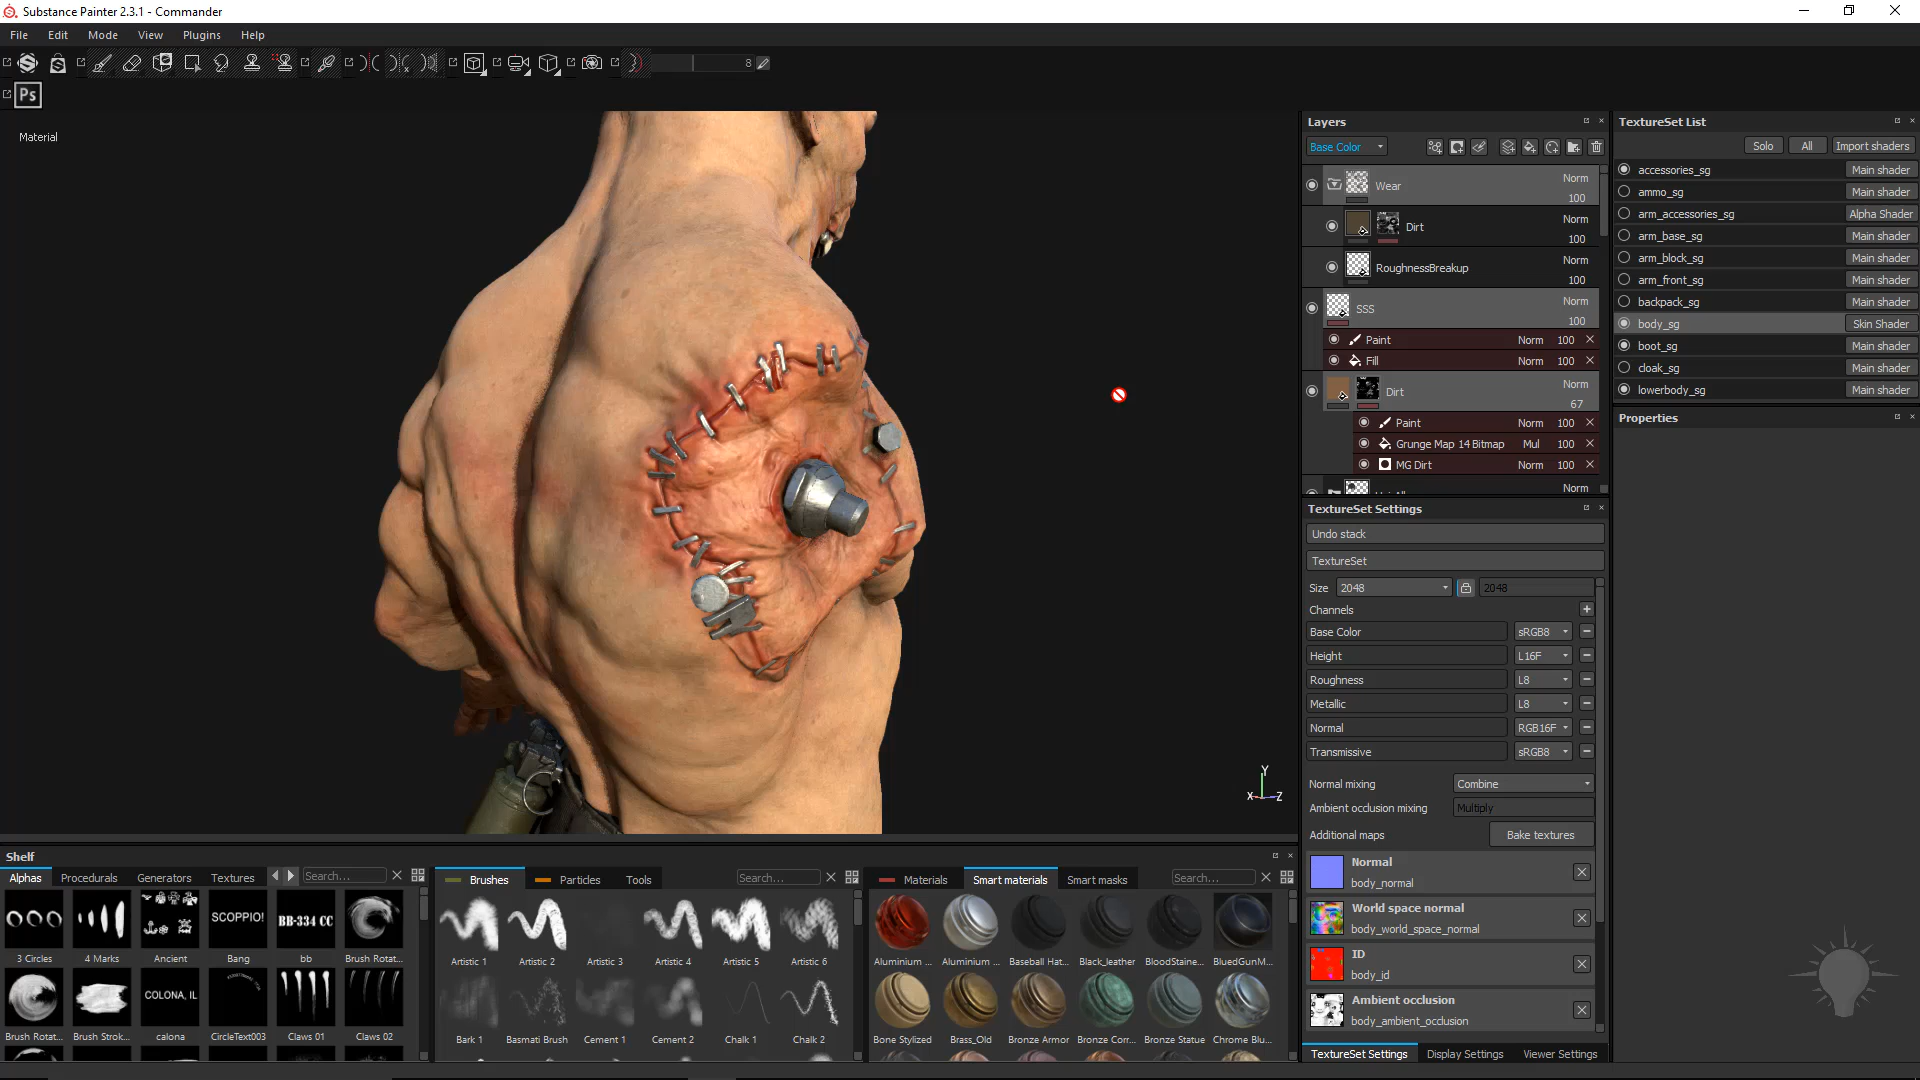 Substance Painter 2.3.1 - Commander
File Edit Mode View Plugins Help
8
Ps
Material
Layers
Base Color
Wear Norm 100
Dirt Norm 100
RoughnessBreakup Norm 100
SSS Norm 100
Paint Norm 100
Fill Norm 100
Dirt Norm 67
Paint Norm 100
Grunge Map 14 Bitmap Mul 100
MG Dirt Norm 100
Norm
TextureSet List
Solo All Import shaders
accessories_sg Main shader
ammo_sg Main shader
arm_accessories_sg Alpha Shader
arm_base_sg Main shader
arm_block_sg Main shader
arm_front_sg Main shader
backpack_sg Main shader
body_sg Skin Shader
boot_sg Main shader
cloak_sg Main shader
lowerbody_sg Main shader
Properties
TextureSet Settings
Undo stack
TextureSet
Size 2048 2048
Channels
Base Color sRGB8
Height L16F
Roughness L8
Metallic L8
Normal RGB16F
Transmissive sRGB8
Normal mixing Combine
Ambient occlusion mixing Multiply
Additional maps Bake textures
Normal
body_normal
World space normal
body_world_space_normal
ID
body_id
Ambient occlusion
body_ambient_occlusion
TextureSet Settings Display Settings Viewer Settings
Y
X Z
Shelf
Alphas Procedurals Generators Textures Search...
SCOPPIO! BB-334 CC
3 Circles 4 Marks Ancient Bang bb Brush Rotat...
COLONA, IL
Brush Rotat... Brush Strok... calona CircleText003 Claws 01 Claws 02
Brushes Particles Tools Search...
Artistic 1 Artistic 2 Artistic 3 Artistic 4 Artistic 5 Artistic 6
Bark 1 Basmati Brush Cement 1 Cement 2 Chalk 1 Chalk 2
Materials Smart materials Smart masks Search...
Aluminium ... Aluminium ... Baseball Hat... Black_leather BloodStaine... BluedGunM...
Bone Stylized Brass_Old Bronze Armor Bronze Corr... Bronze Statue Chrome Blu...